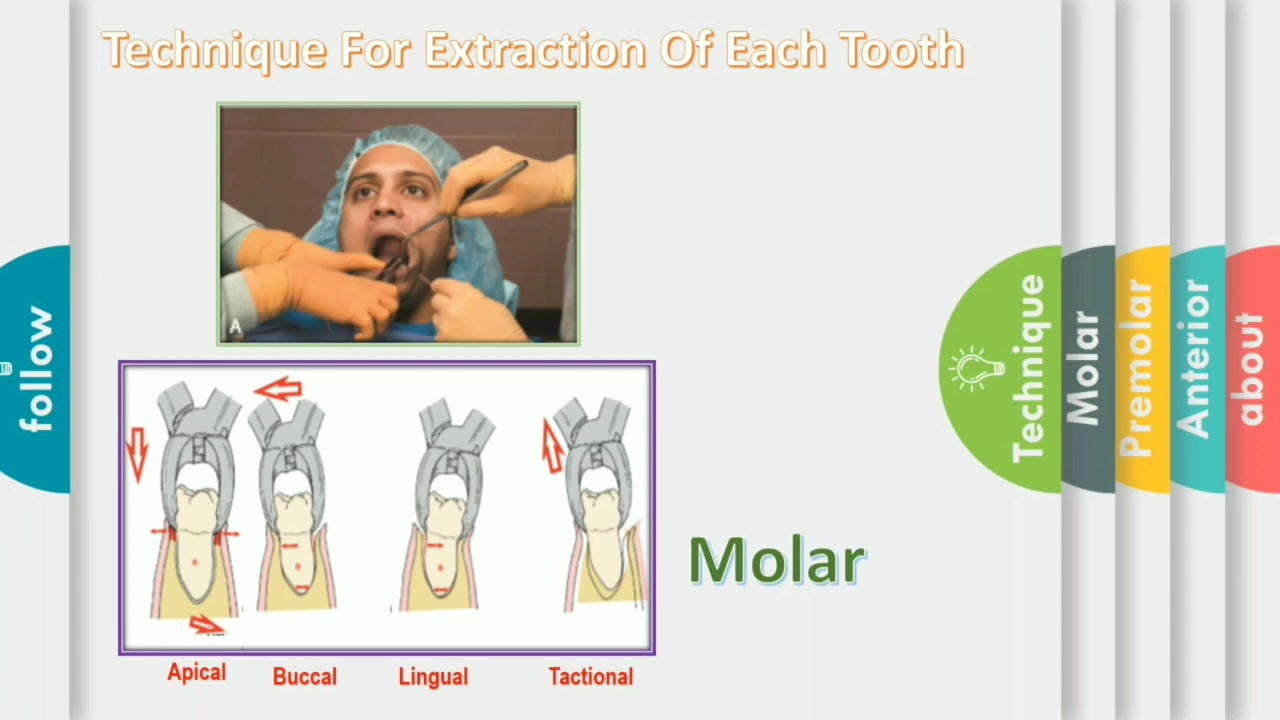 Technique For Extraction Of Each Tooth
A
follow
Technique
Molar
Premolar
Anterior
about
Molar
Apical
Buccal
Lingual
Tactional